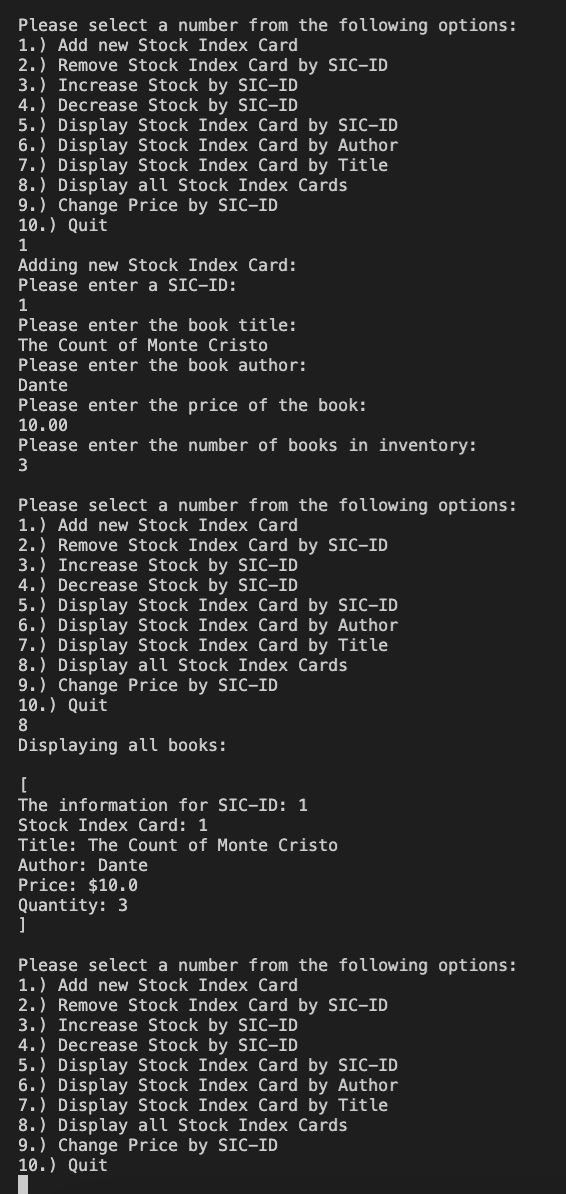 Please select a number from the following options:
1.) Add new Stock Index Card
2.) Remove Stock Index Card by SIC-ID
3.) Increase Stock by SIC-ID
4.) Decrease Stock by SIC-ID
5.) Display Stock Index Card by SIC-ID
6.) Display Stock Index Card by Author
7.) Display Stock Index Card by Title
8.) Display all Stock Index Cards
9.) Change Price by SIC-ID
10.) Quit
1
Adding new Stock Index Card:
Please enter a SIC-ID:
1
Please enter the book title:
The Count of Monte Cristo
Please enter the book author:
Dante
Please enter the price of the book:
10.00
Please enter the number of books in inventory:
3

Please select a number from the following options:
1.) Add new Stock Index Card
2.) Remove Stock Index Card by SIC-ID
3.) Increase Stock by SIC-ID
4.) Decrease Stock by SIC-ID
5.) Display Stock Index Card by SIC-ID
6.) Display Stock Index Card by Author
7.) Display Stock Index Card by Title
8.) Display all Stock Index Cards
9.) Change Price by SIC-ID
10.) Quit
8
Displaying all books:

[
The information for SIC-ID: 1
Stock Index Card: 1
Title: The Count of Monte Cristo
Author: Dante
Price: $10.0
Quantity: 3
]

Please select a number from the following options:
1.) Add new Stock Index Card
2.) Remove Stock Index Card by SIC-ID
3.) Increase Stock by SIC-ID
4.) Decrease Stock by SIC-ID
5.) Display Stock Index Card by SIC-ID
6.) Display Stock Index Card by Author
7.) Display Stock Index Card by Title
8.) Display all Stock Index Cards
9.) Change Price by SIC-ID
10.) Quit